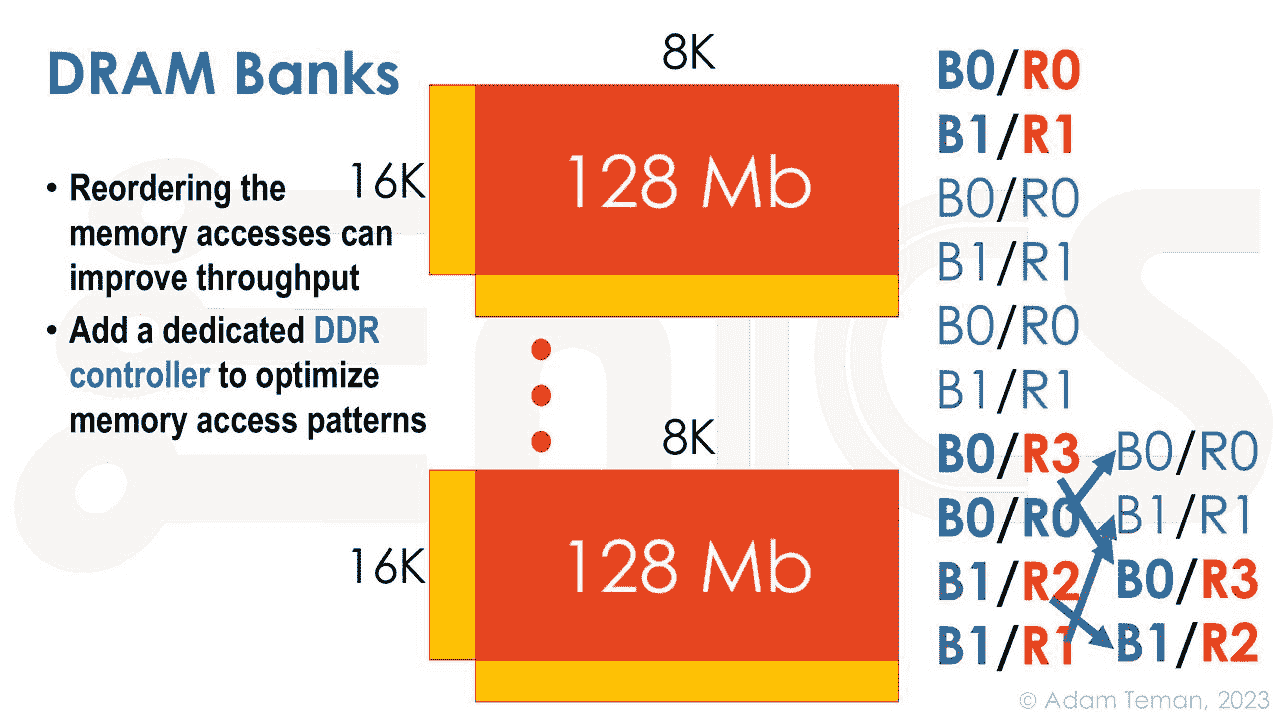 DRAM Banks
• Reordering the
memory accesses can
improve throughput
• Add a dedicated DDR
controller to optimize
memory access patterns
8K
16K
128 Mb
8K
16K
128 Mb
B0/R0
B1/R1
B0/R0
B1/R1
B0/R0
B1/R1
B0/R3
B0/R0
B1/R2
B1/R1
B0/R0
B1/R1
B0/R3
B1/R2
© Adam Teman, 2023
EnICS